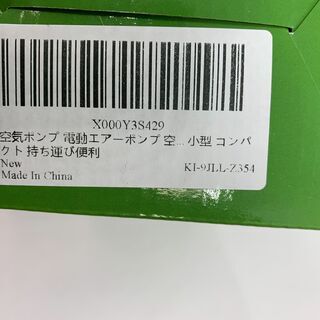 X000Y3S429
空気ポンプ 電動エアーポンプ 空... 小型 コンパ
クト 持ち運び便利
New
KI-9JLL-Z354
Made In China